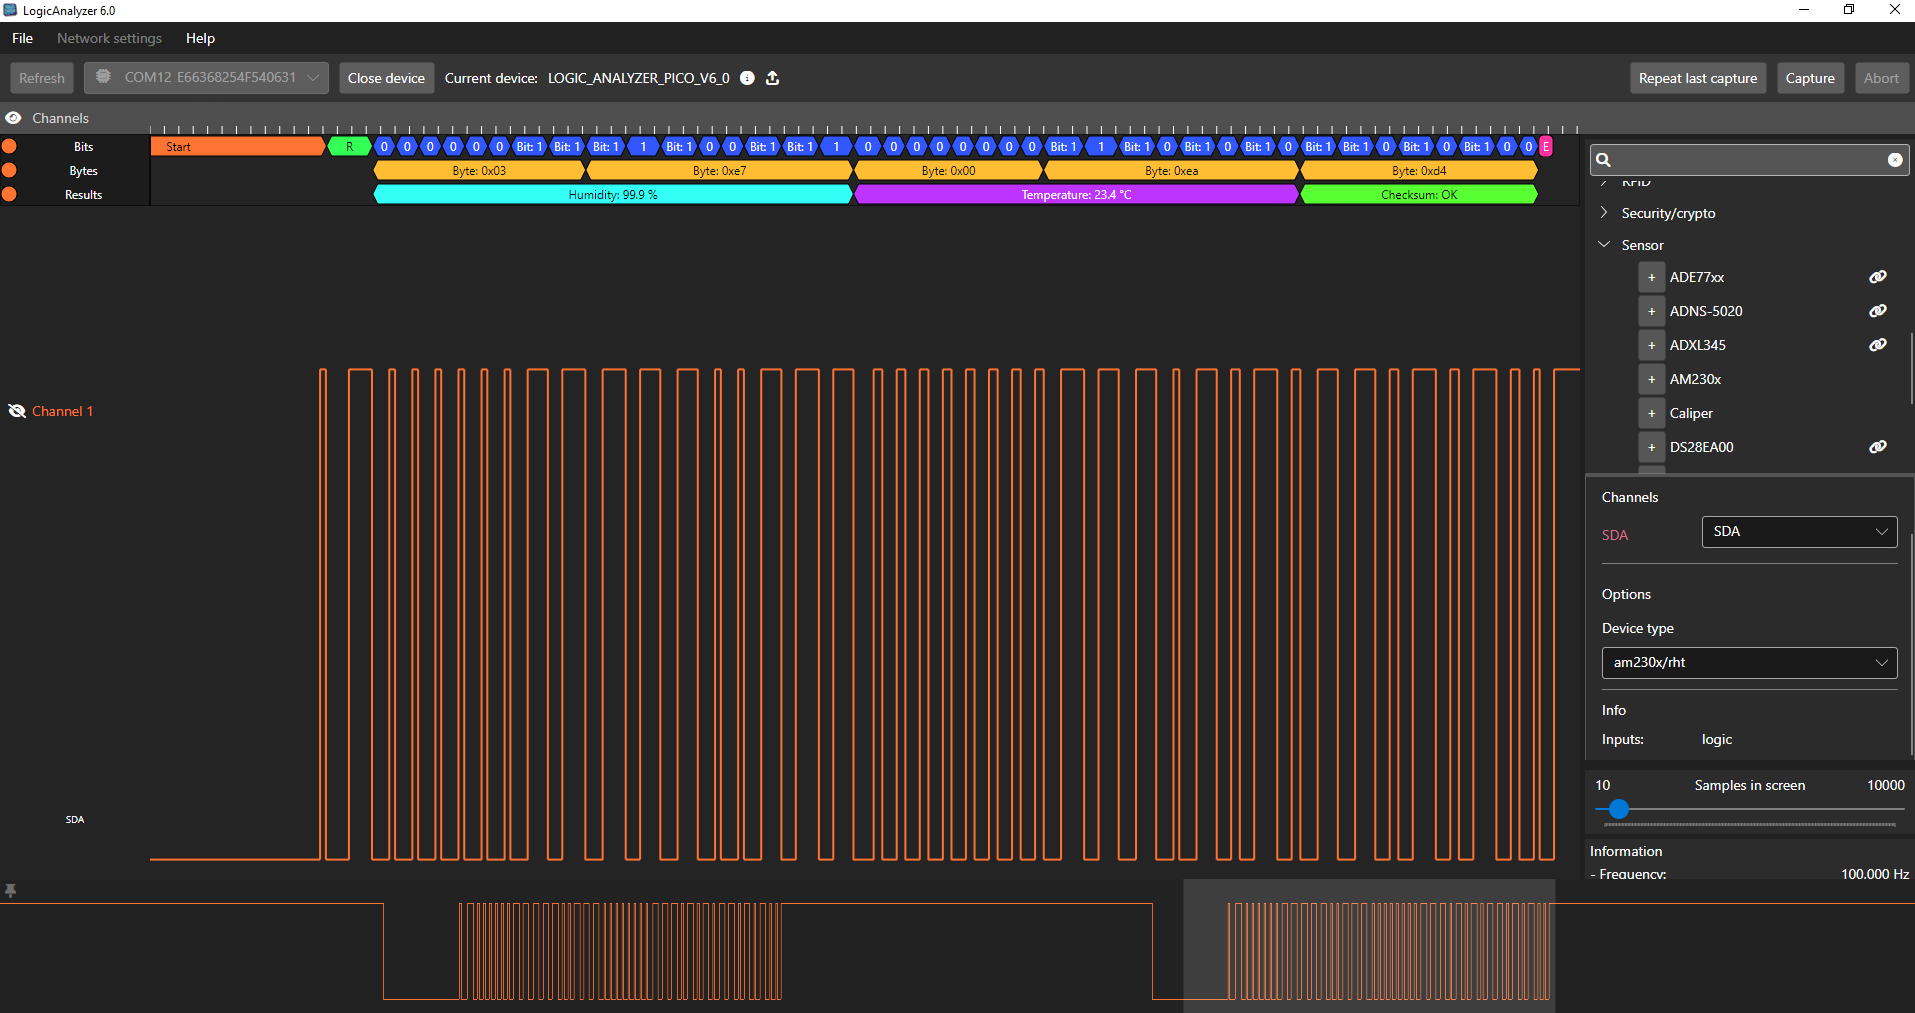 LogicAnalyzer 6.0
File Network settings Help
Refresh COM12 E66368254F540631 Close device Current device: LOGIC_ANALYZER_PICO_V6_0 Repeat last capture Capture Abort
Channels
Bits Start R 0 0 0 0 0 0 Bit: 1 Bit: 1 Bit: 1 1 Bit: 1 0 0 Bit: 1 Bit: 1 1 0 0 0 0 0 0 0 0 Bit: 1 1 Bit: 1 0 Bit: 1 0 Bit: 1 0 Bit: 1 Bit: 1 0 Bit: 1 0 Bit: 1 0 0 E
Bytes Byte: 0x03 Byte: 0xe7 Byte: 0x00 Byte: 0xea Byte: 0xd4
Results Humidity: 99.9 % Temperature: 23.4 °C Checksum: OK
Channel 1
SDA
RFID
Security/crypto
Sensor
+ ADE77xx
+ ADNS-5020
+ ADXL345
+ AM230x
+ Caliper
+ DS28EA00
Channels
SDA SDA
Options
Device type
am230x/rht
Info
Inputs: logic
10 Samples in screen 10000
Information
- Frequency: 100.000 Hz